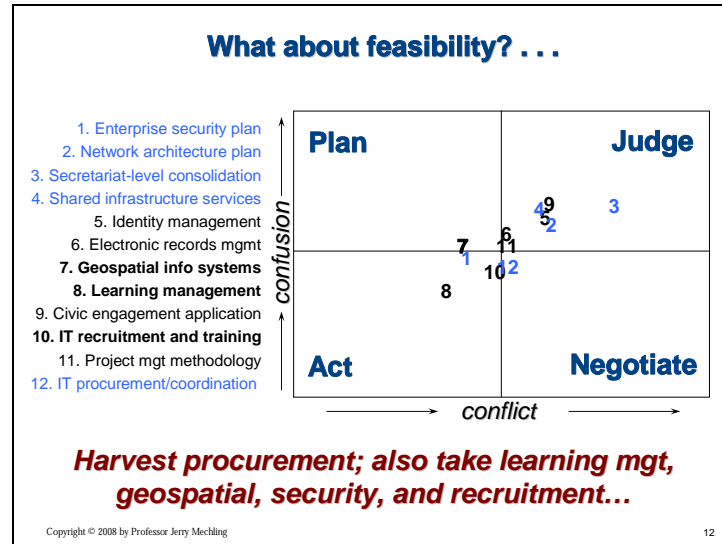 What about feasibility? . . .
1. Enterprise security plan
2. Network architecture plan
3. Secretariat-level consolidation
4. Shared infrastructure services
5. Identity management
6. Electronic records mgmt
7. Geospatial info systems
8. Learning management
9. Civic engagement application
10. IT recruitment and training
11. Project mgt methodology
12. IT procurement/coordination
confusion
Plan
Judge
9
4
3
5
2
6
7
11
1
12
10
8
Act
Negotiate
conflict
Harvest procurement; also take learning mgt,
geospatial, security, and recruitment...
Copyright © 2008 by Professor Jerry Mechling
12